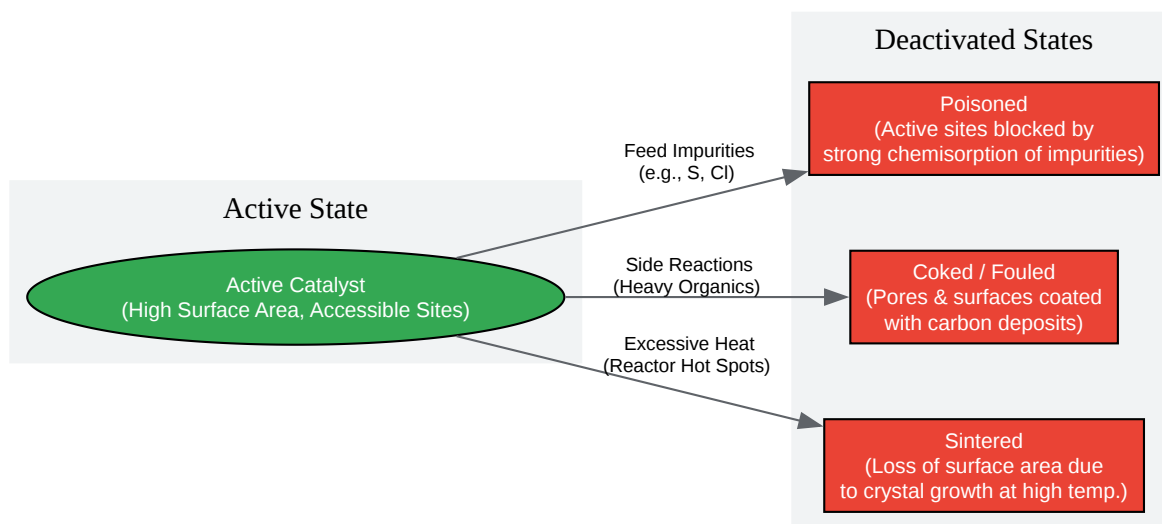 Active State
Active Catalyst
(High Surface Area, Accessible Sites)
Feed Impurities
(e.g., S, Cl)
Side Reactions
(Heavy Organics)
Excessive Heat
(Reactor Hot Spots)
Deactivated States
Poisoned
(Active sites blocked by
strong chemisorption of impurities)
Coked / Fouled
(Pores & surfaces coated
with carbon deposits)
Sintered
(Loss of surface area due
to crystal growth at high temp.)